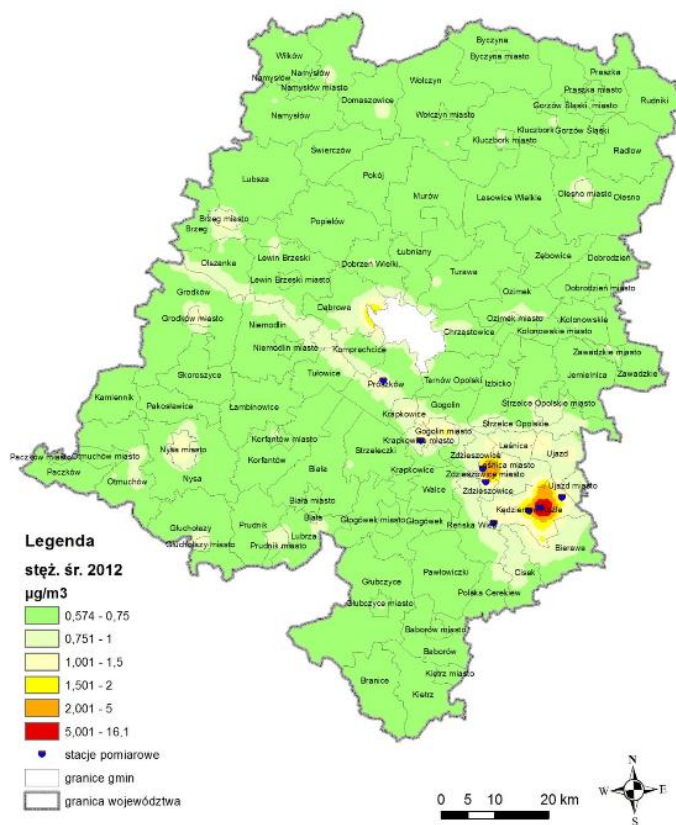 Byczyna
Byczyna miasto
Wilków
Namysłów
Namysłów
Namysłów miasto
Wołczyn
Praszka
Praszka miasto
Domaszowice
Gorzów Śląski miasto
Rudniki
Namysłów
Wołczyn miasto
Kluczbork
Gorzów Śląski
Kluczbork miasto
Radłow
Świerczów
Pokój
Lubsza
Murów
Lasowice Wielkie
Olesno miasto
Olesno
Brzeg miasto
Popielów
Brzeg
Łubniany
Lewin Brzeski
Zębowice
Dobrodzień
Olszanka
Dobrzeń Wielki
Turawa
Lewin Brzeski miasto
Dobrodzień miasto
Grodków
Ozimek
Dąbrowa
Grodków miasto
Ozimek miasto
Kolonowskie
Niemodlin
Chrząstowice
Kolonowskie miasto
Niemodlin miasto
Komprachcice
Zawadzkie miasto
Skoroszyce
Tułowice
Jemielnica
Zawadzkie
Prószków
Tarnów Opolski
Izbicko
Kamiennik
Pakosławice
Łambinowice
Gogolin
Strzelce Opolskie miasto
Krapkowice
Strzelce Opolskie
Korfantów miasto
Gogolin miasto
Krapkowice miasto
Nysa miasto
Leśnica
Strzeleczki
Zdzieszowice
Ujazd
Paczków miasto
Otmuchów miasto
Korfantów
Leśnica miasto
Paczków
Biała
Krapkowice
Zdzieszowice miasto
Nysa
Ujazd miasto
Otmuchów
Walce
Zdzieszowice
Biała miasto
Głuchołazy
Prudnik
Biała
Głogówek miasto
Głogówek
Reńska Wieś
Lubrza
Głuchołazy miasto
Prudnik miasto
Bierawa
Pawłowiczki
Cisek
Głubczyce
Polska Cerekiew
Głubczyce miasto
Baborów miasto
Baborów
Kietrz miasto
Branice
Kietrz
Legenda
stęż. śr. 2012
µg/m3
0,574 - 0,75
0,751 - 1
1,001 - 1,5
1,501 - 2
2,001 - 5
5,001 - 16,1
stacje pomiarowe
granice gmin
granica województwa
N
W E
S
0 5 10 20 km